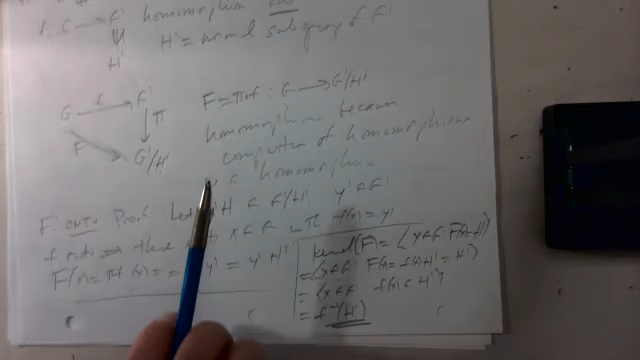 f: G → G' homomorphism onto
H' = normal subgroup of G'
H'
G f G' F = π∘f : G → G'/H'
π
F G'/H'
homomorphism because
composition of homomorphisms
is a homomorphism
F onto Proof Let y'H' ∈ G'/H' y' ∈ G'
f onto ⇒ there x ∈ G with f(x) = y'
F(x) = π∘f(x) = y' = y'H'
kernel(F) = {x ∈ G: F(x) = H'}
= {x ∈ G: F(x) = f(x)H' = H'}
= {x ∈ G: f(x) ∈ H'}
= f⁻¹(H')